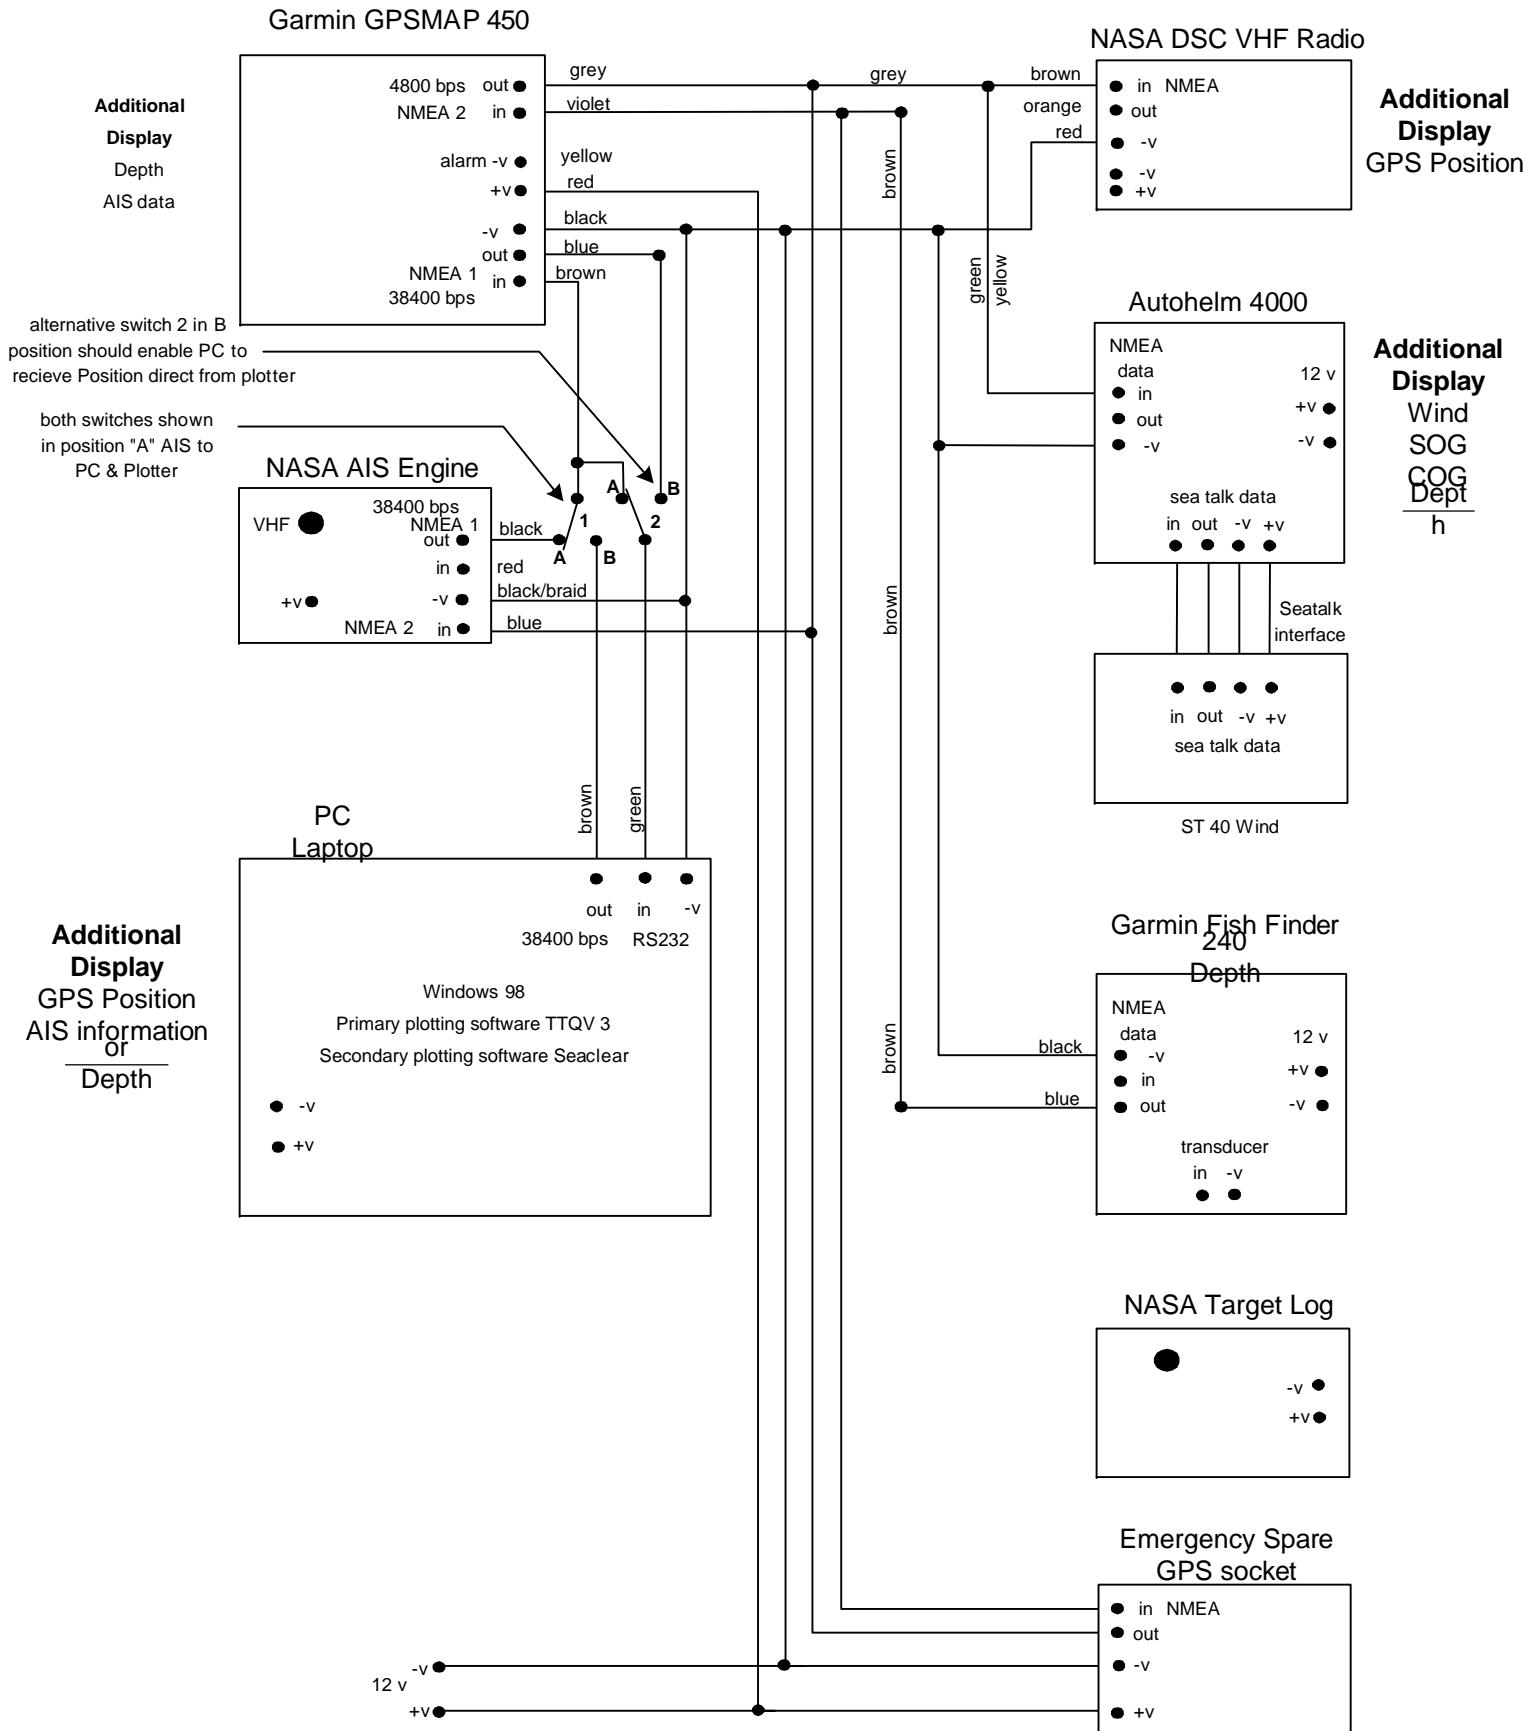 Garmin GPSMAP 450
Additional
Display
Depth
AIS data
4800 bps out
NMEA 2 in
alarm -v
+v
-v
out
NMEA 1
in
38400 bps
grey
violet
yellow
red
black
blue
brown
grey
brown
orange
red
NASA DSC VHF Radio
in NMEA
out
-v
-v
+v
Additional
Display
GPS Position
brown
green
yellow
alternative switch 2 in B
position should enable PC to
recieve Position direct from plotter
both switches shown
in position "A" AIS to
PC & Plotter
Autohelm 4000
NMEA
data
in
out
-v
12 v
+v
-v
sea talk data
in out -v +v
Additional
Display
Wind
SOG
COG
Dept
h
NASA AIS Engine
VHF
38400 bps
NMEA 1
out
in
+v
-v
NMEA 2 in
black
red
black/braid
blue
A
B
1
2
A
B
brown
Seatalk
interface
in out -v +v
sea talk data
ST 40 Wind
brown
green
PC
Laptop
out in -v
38400 bps RS232
Windows 98
Primary plotting software TTQV 3
Secondary plotting software Seaclear
-v
+v
Additional
Display
GPS Position
AIS information
or
Depth
brown
black
blue
Garmin Fish Finder
240
Depth
NMEA
data
-v
in
out
12 v
+v
-v
transducer
in -v
NASA Target Log
-v
+v
Emergency Spare
GPS socket
in NMEA
out
-v
+v
-v
12 v
+v